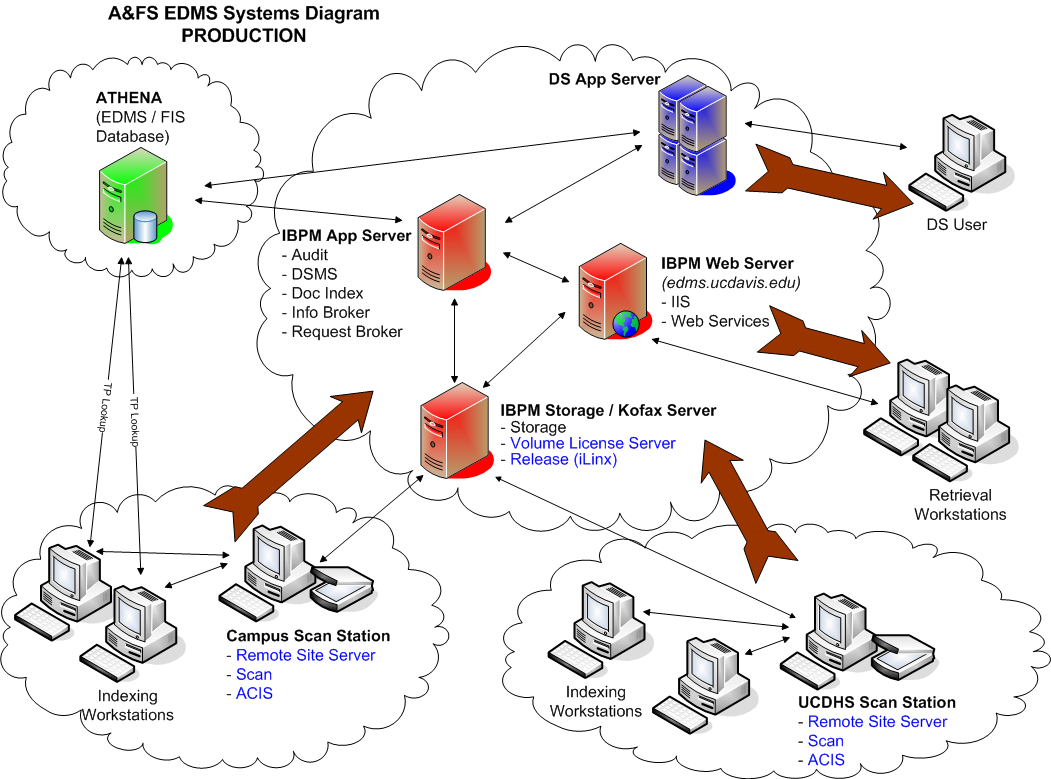 A&FS EDMS Systems Diagram
PRODUCTION
ATHENA
(EDMS / FIS
Database)
DS App Server
DS User
IBPM App Server
- Audit
- DSMS
- Doc Index
- Info Broker
- Request Broker
IBPM Web Server
(edms.ucdavis.edu)
- IIS
- Web Services
TP Lookup
TP Lookup
IBPM Storage / Kofax Server
- Storage
- Volume License Server
- Release (iLinx)
Retrieval
Workstations
Campus Scan Station
- Remote Site Server
- Scan
- ACIS
Indexing
Workstations
Indexing
Workstations
UCDHS Scan Station
- Remote Site Server
- Scan
- ACIS